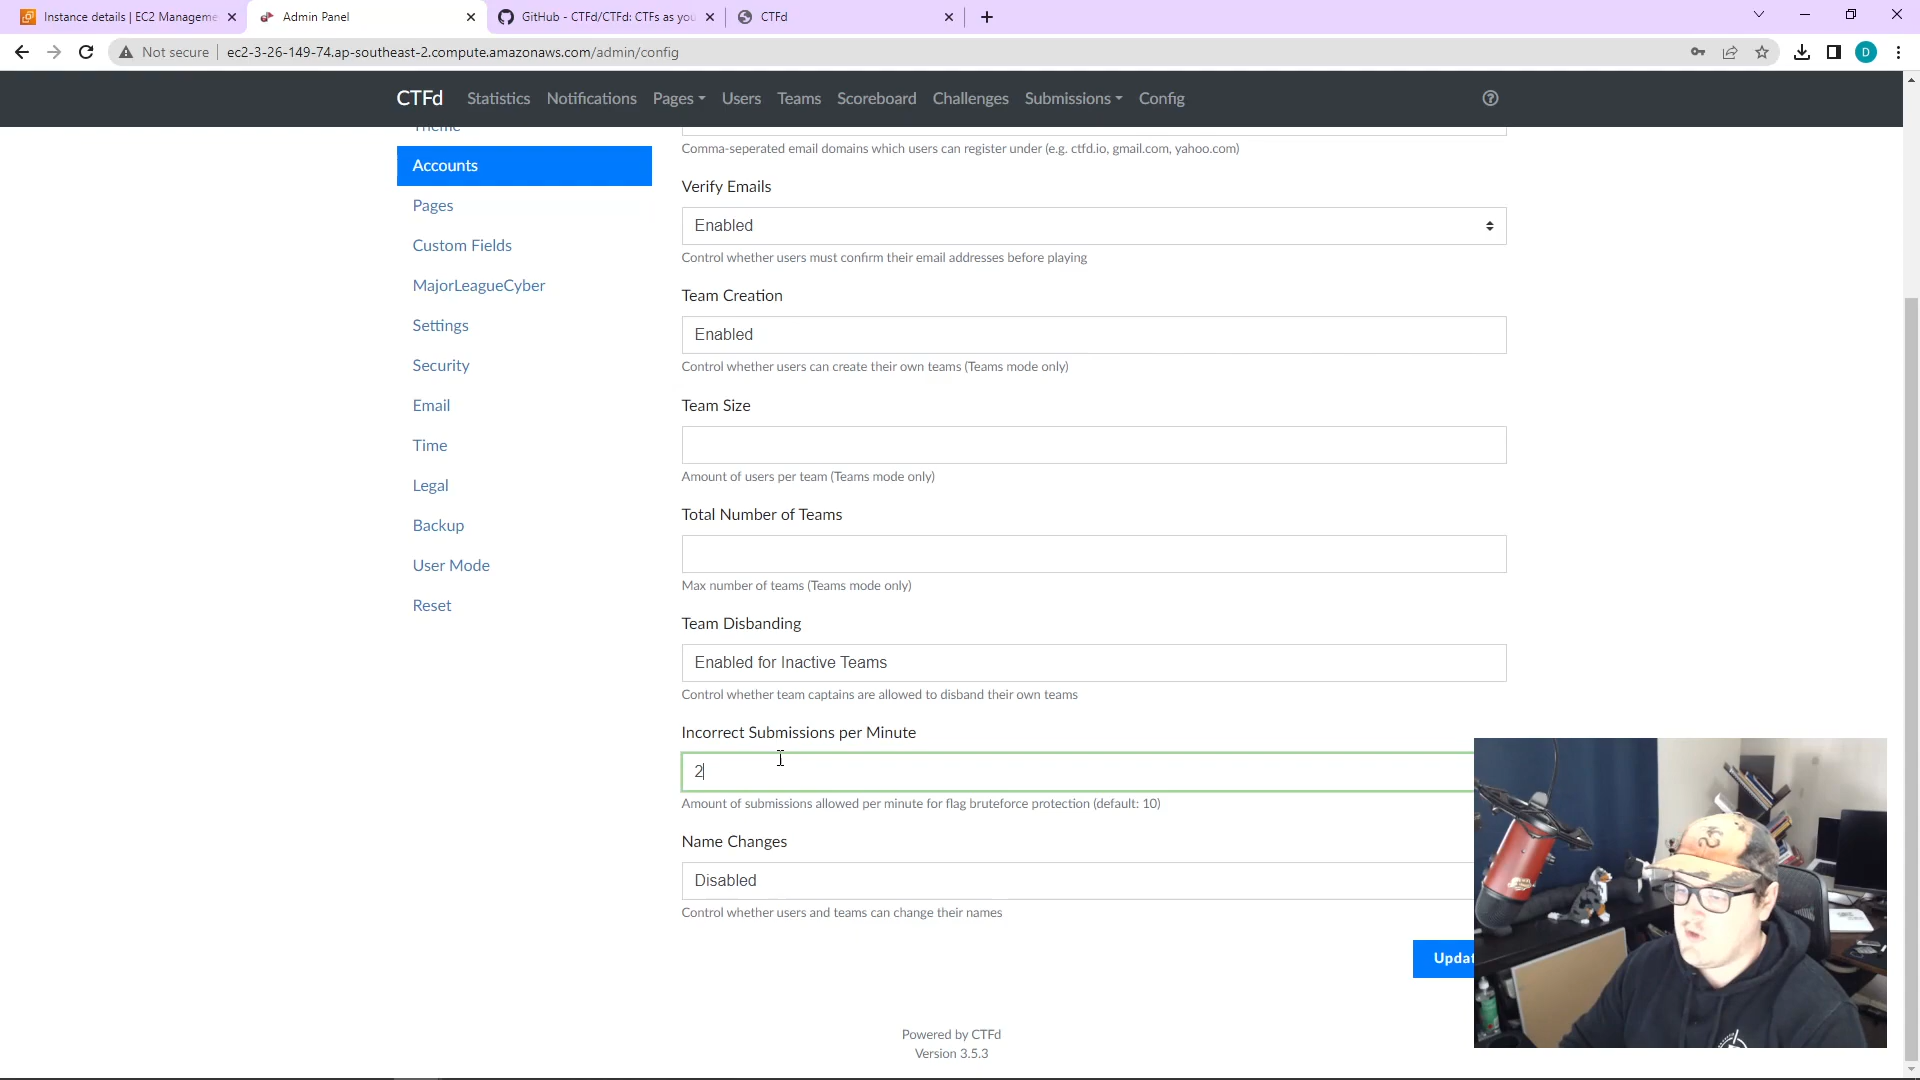 Instance details | EC2 Manageme
Admin Panel
GitHub - CTFd/CTFd: CTFs as you
CTFd
Not secure
ec2-3-26-149-74.ap-southeast-2.compute.amazonaws.com/admin/config
D
CTFd
Statistics
Notifications
Pages
Users
Teams
Scoreboard
Challenges
Submissions
Config
Theme
Accounts
Pages
Custom Fields
MajorLeagueCyber
Settings
Security
Email
Time
Legal
Backup
User Mode
Reset
Comma-seperated email domains which users can register under (e.g. ctfd.io, gmail.com, yahoo.com)
Verify Emails
Enabled
Control whether users must confirm their email addresses before playing
Team Creation
Enabled
Control whether users can create their own teams (Teams mode only)
Team Size
Amount of users per team (Teams mode only)
Total Number of Teams
Max number of teams (Teams mode only)
Team Disbanding
Enabled for Inactive Teams
Control whether team captains are allowed to disband their own teams
Incorrect Submissions per Minute
2
Amount of submissions allowed per minute for flag bruteforce protection (default: 10)
Name Changes
Disabled
Control whether users and teams can change their names
Updat
Powered by CTFd
Version 3.5.3